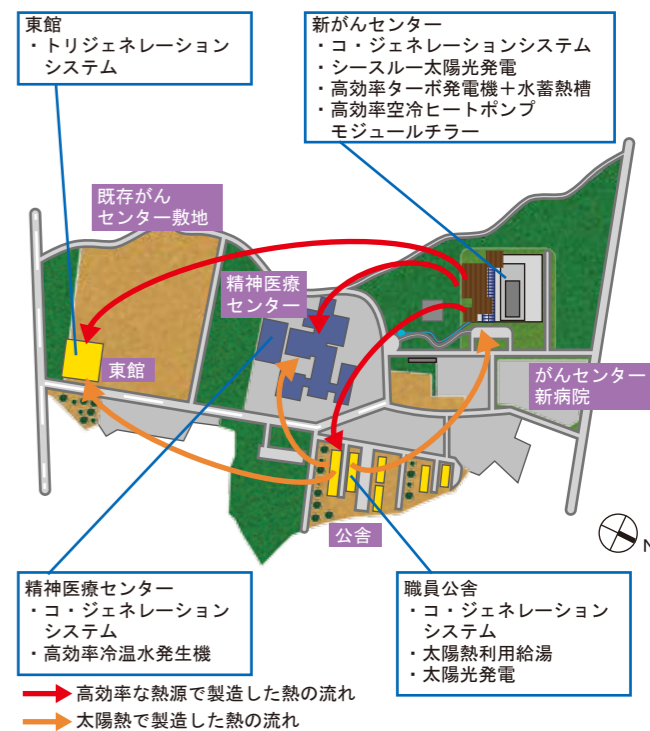 東館
・トリジェネレーション
システム
新がんセンター
・コ・ジェネレーションシステム
・シースルー太陽光発電
・高効率ターボ発電機＋水蓄熱槽
・高効率空冷ヒートポンプ
モジュールチラー
既存がん
センター敷地
精神医療
センター
東館
がんセンター
新病院
公舎
N
精神医療センター
・コ・ジェネレーション
システム
・高効率冷温水発生機
職員公舎
・コ・ジェネレーション
システム
・太陽熱利用給湯
・太陽光発電
高効率な熱源で製造した熱の流れ
太陽熱で製造した熱の流れ